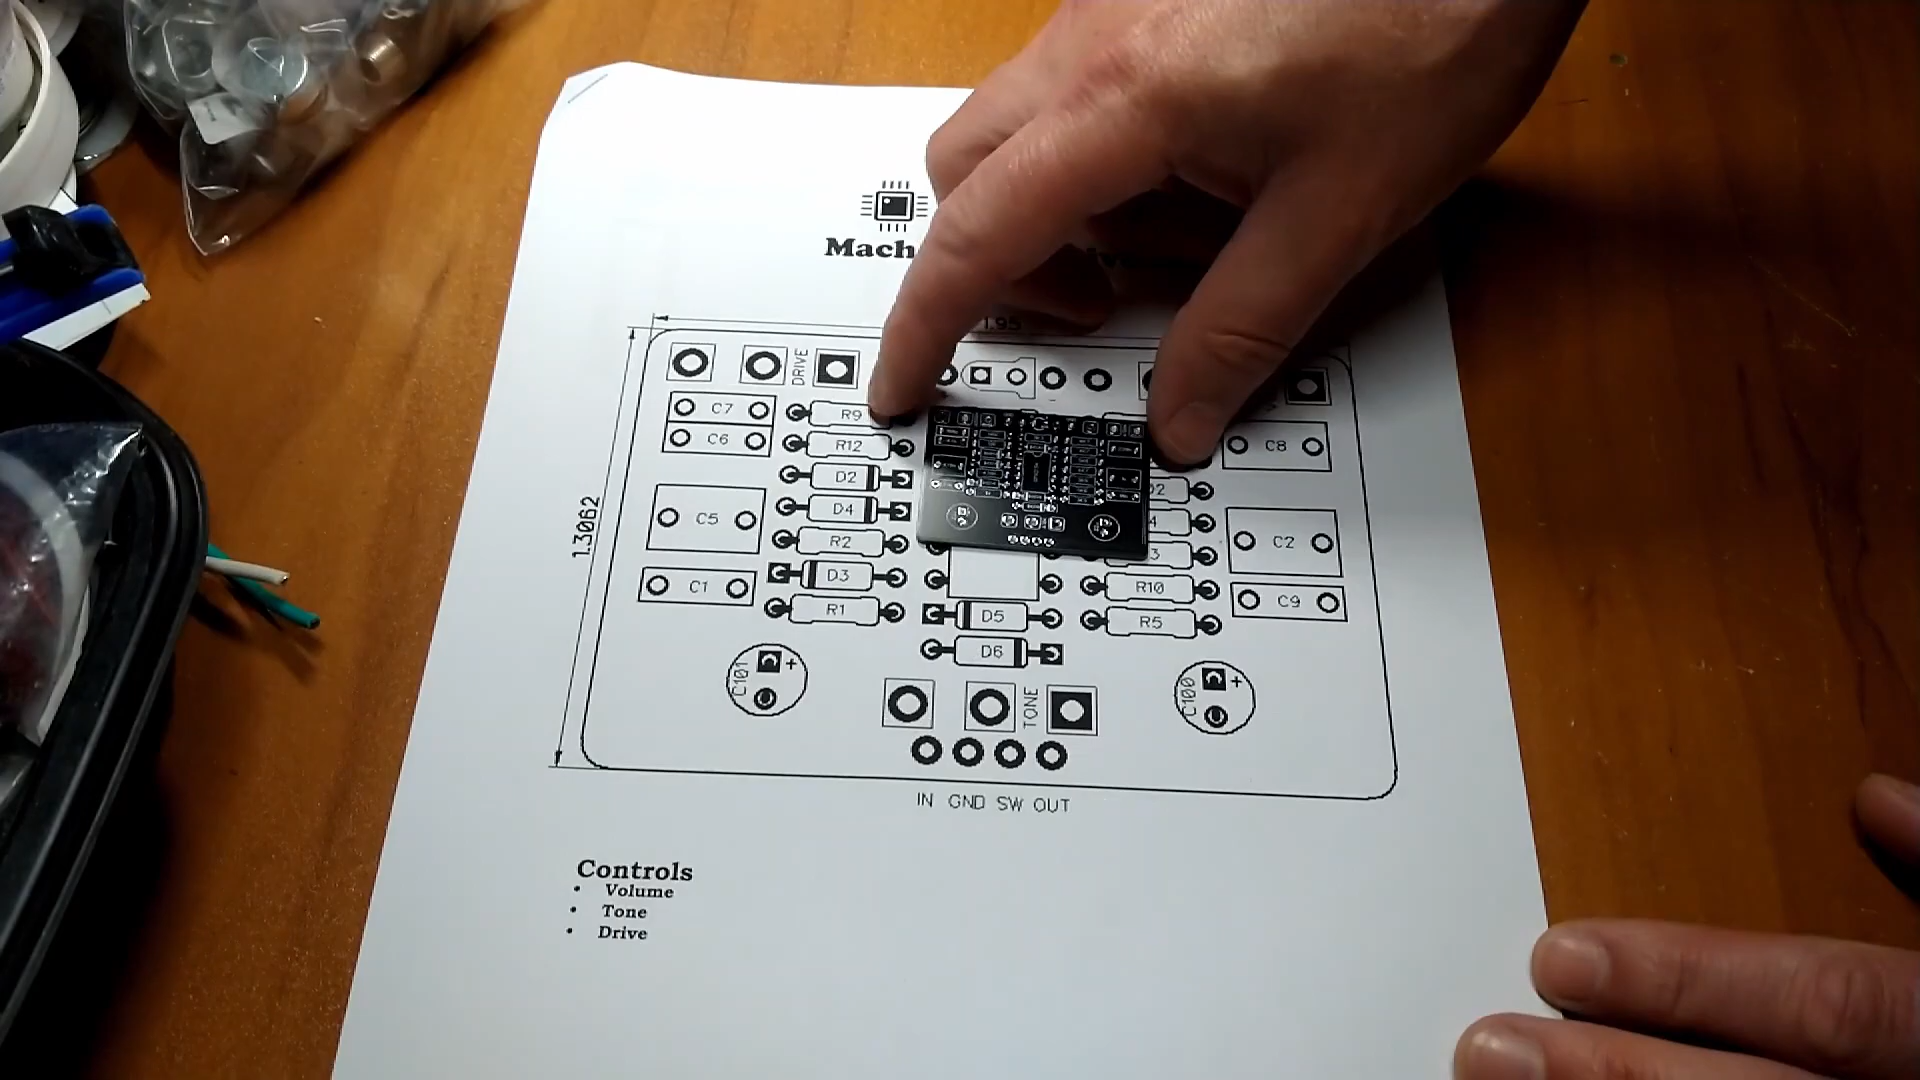 Mach
1.95
1.3062
DRIVE
C7 R9
C6 R12 C8
D2
D4
C5 R2 C2
D3 R10
C1 R1 D5 R5 C9
D6
C101 + C100 +
TONE
IN GND SW OUT
Controls
• Volume
• Tone
• Drive